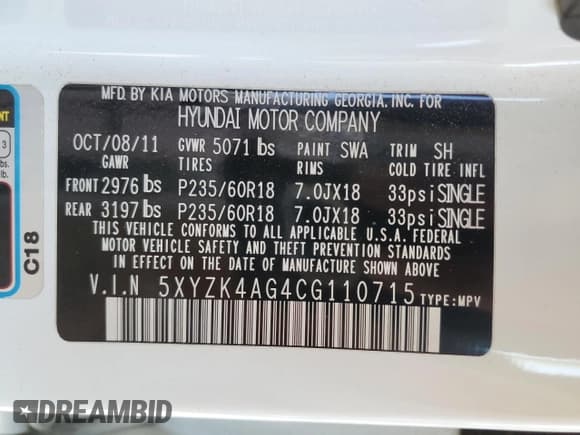 MFD. BY KIA MOTORS MANUFACTURING GEORGIA. INC. FOR
HYUNDAI MOTOR COMPANY
OCT/08/11 GVWR 5071 lbs PAINT SWA TRIM SH
GAWR TIRES RIMS COLD TIRE INFL
FRONT 2976 lbs P235/60R18 7.0JX18 33psi SINGLE
REAR 3197 lbs P235/60R18 7.0JX18 33psi SINGLE
THIS VEHICLE CONFORMS TO ALL APPLICABLE U.S.A. FEDERAL
MOTOR VEHICLE SAFETY AND THEFT PREVENTION STANDARDS
IN EFFECT ON THE DATE OF MANUFACTURE SHOWN ABOVE.
V.I.N 5XYZK4AG4CG110715 TYPE:MPV
C18
3
lbs.
lb.
DREAMBID